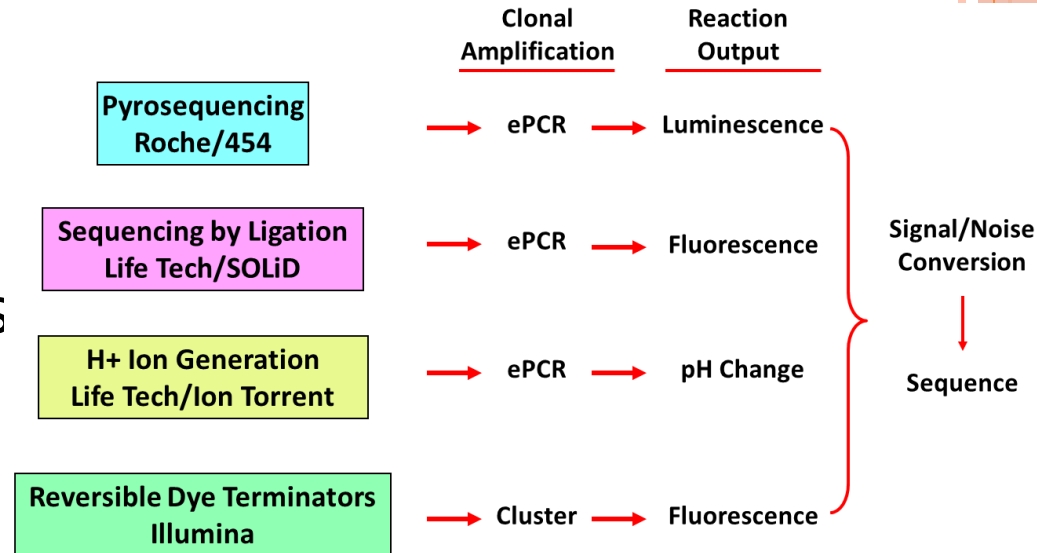 Clonal
Amplification
Reaction
Output
Pyrosequencing
Roche/454
ePCR
Luminescence
Sequencing by Ligation
Life Tech/SOLiD
ePCR
Fluorescence
H+ Ion Generation
Life Tech/Ion Torrent
ePCR
pH Change
Reversible Dye Terminators
Illumina
Cluster
Fluorescence
Signal/Noise
Conversion
Sequence